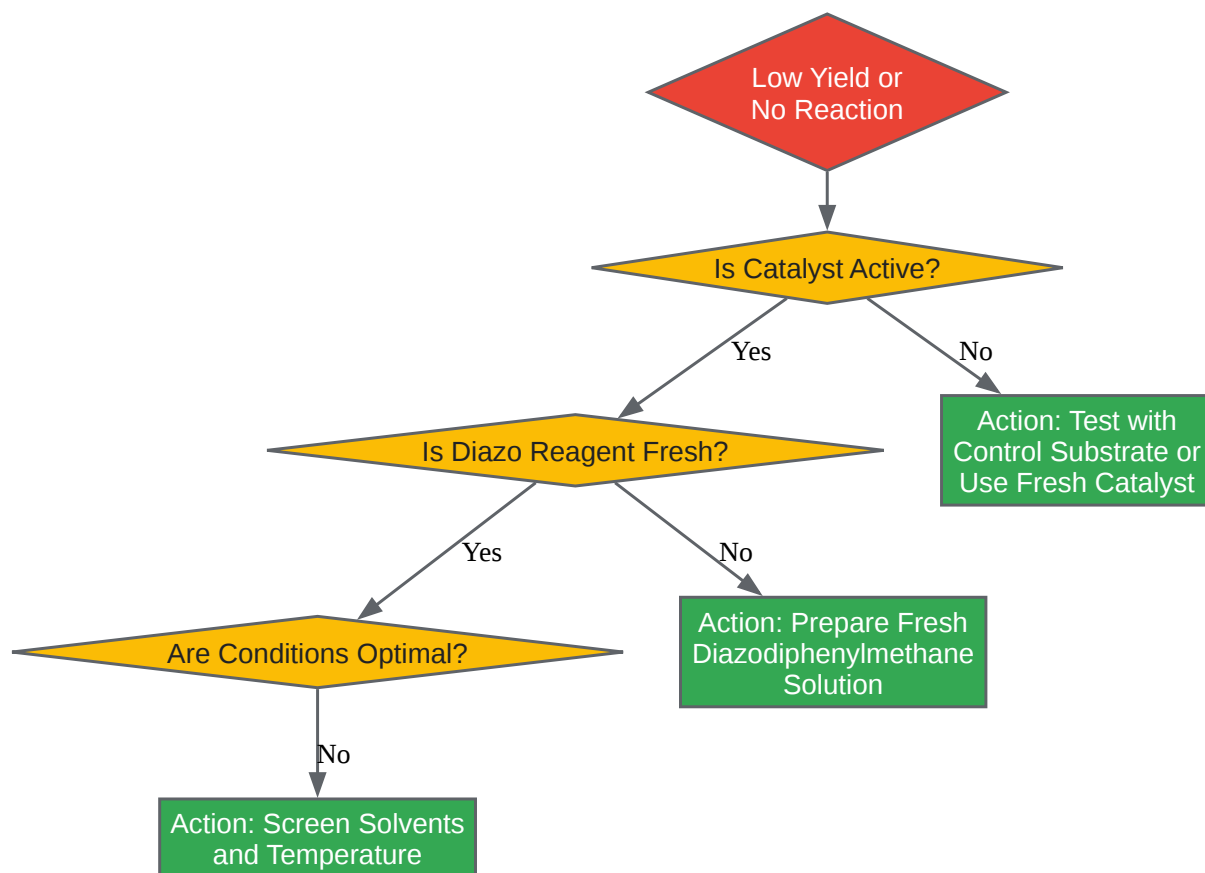 Low Yield or
No Reaction
Is Catalyst Active?
Yes
No
Action: Test with
Control Substrate or
Use Fresh Catalyst
Is Diazo Reagent Fresh?
Yes
No
Action: Prepare Fresh
Diazodiphenylmethane
Solution
Are Conditions Optimal?
No
Action: Screen Solvents
and Temperature